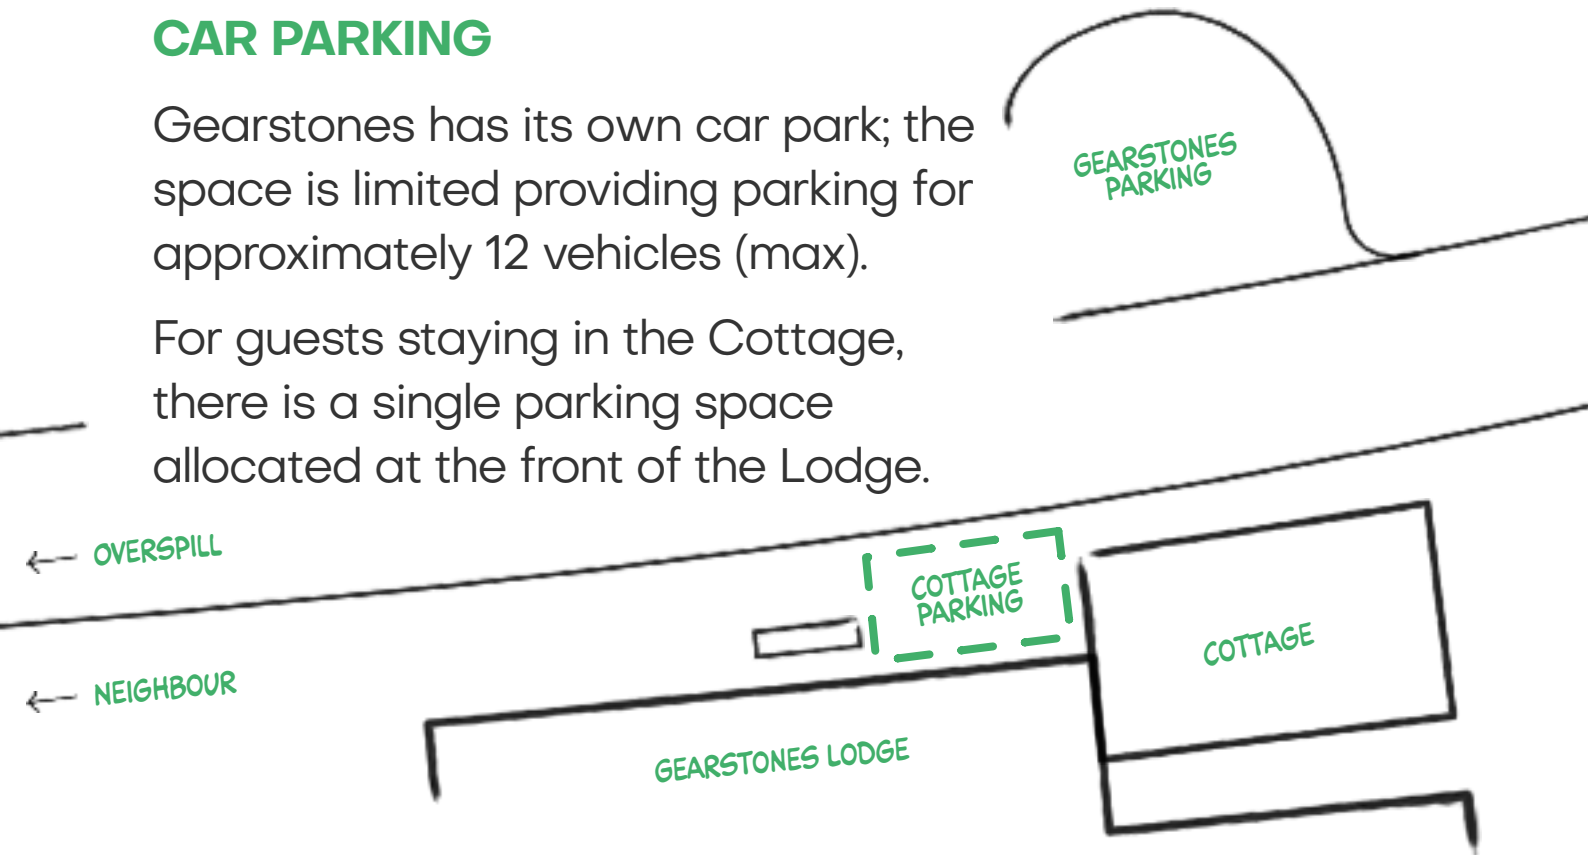 CAR PARKING
Gearstones has its own car park; the
space is limited providing parking for
approximately 12 vehicles (max).
For guests staying in the Cottage,
there is a single parking space
allocated at the front of the Lodge.
GEARSTONES
PARKING
← OVERSPILL
COTTAGE
PARKING
COTTAGE
← NEIGHBOUR
GEARSTONES LODGE